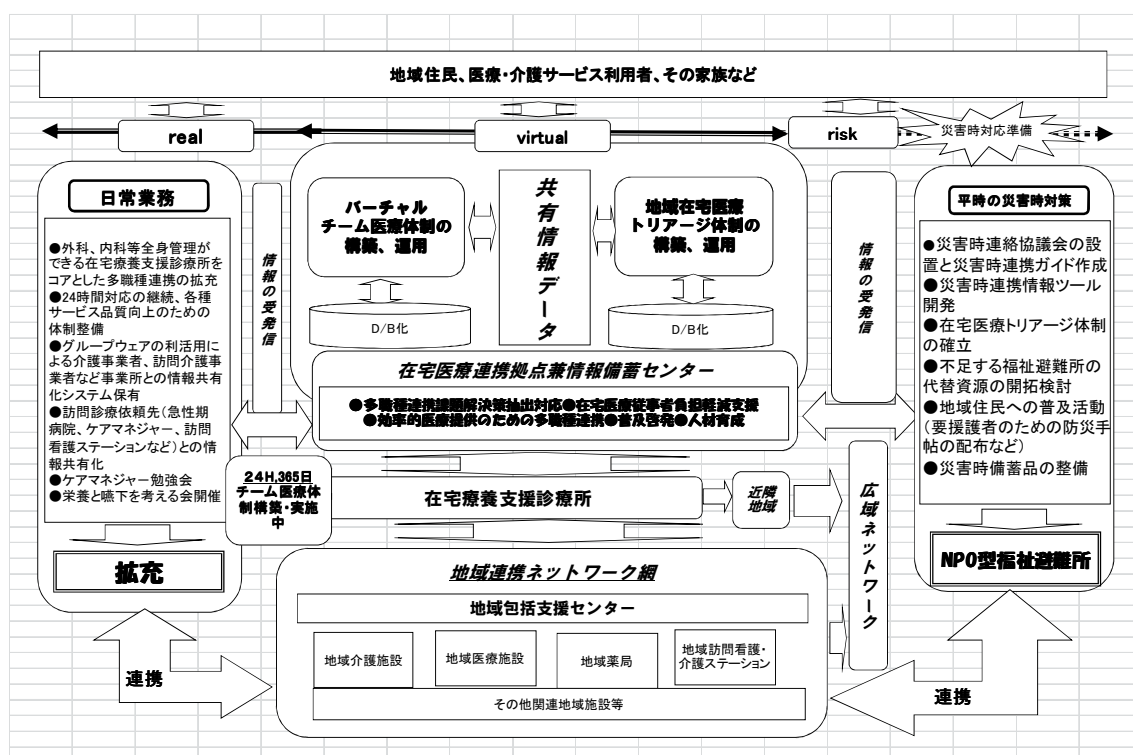 地域住民、医療・介護サービス利用者、その家族など
real
virtual
risk
災害時対応準備
日常業務
●外科、内科等全身管理が
できる在宅療養支援診療所を
コアとした多職種連携の拡充
●24時間対応の継続、各種
サービス品質向上のための
体制整備
●グループウェアの利活用に
よる介護事業者、訪問介護事
業者など事業所との情報共有
化システム保有
●訪問診療依頼先（急性期
病院、ケアマネジャー、訪問
看護ステーションなど）との情
報共有化
●ケアマネジャー勉強会
●栄養と嚥下を考える会開催
拡充
情報の受発信
バーチャル
チーム医療体制の
構築、運用
共有情報データ
地域在宅医療
トリアージ体制の
構築、運用
D/B化
D/B化
在宅医療連携拠点兼情報備蓄センター
●多職種連携課題解決策抽出対応●在宅医療従事者負担軽減支援
●効率的医療提供のための多職種連携●普及啓発●人材育成
24H,365日
チーム医療体
制構築・実施
中
在宅療養支援診療所
近隣
地域
広域ネットワーク
情報の受発信
平時の災害時対策
●災害時連絡協議会の設
置と災害時連携ガイド作成
●災害時連携情報ツール
開発
●在宅医療トリアージ体制
の確立
●不足する福祉避難所の
代替資源の開拓検討
●地域住民への普及活動
（要援護者のための防災手
帖の配布など）
●災害時備蓄品の整備
NPO型福祉避難所
地域連携ネットワーク網
地域包括支援センター
地域介護施設
地域医療施設
地域薬局
地域訪問看護・
介護ステーション
その他関連地域施設等
連携
連携